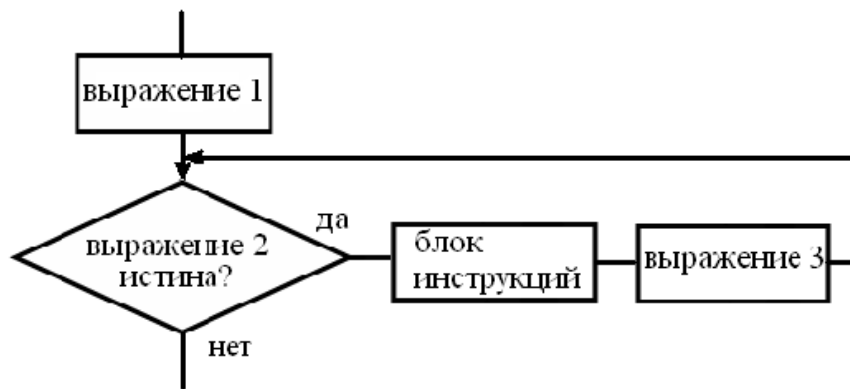 выражение 1
да
выражение 2
истина?
блок
инструкций
выражение 3
нет